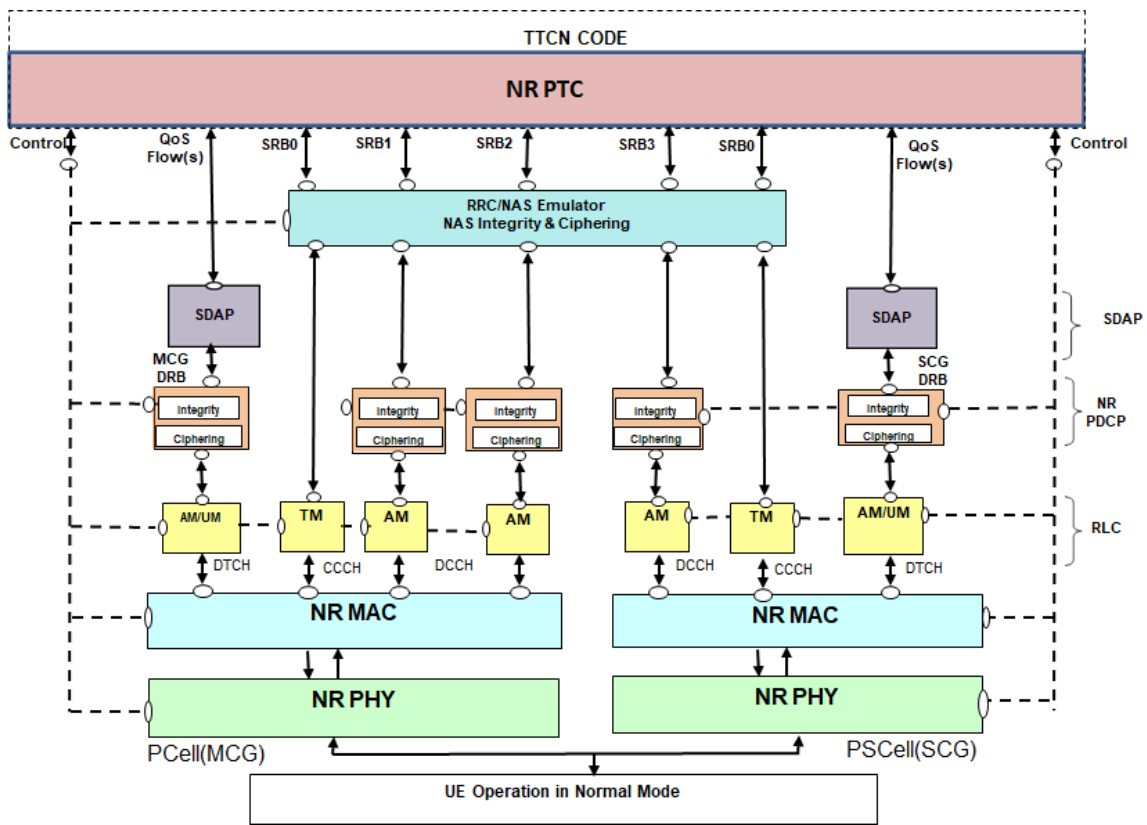 TTCN CODE
NR PTC
Control
QoS
Flow(s)
SRB0
SRB1
SRB2
SRB3
SRB0
QoS
Flow(s)
Control
RRC/NAS Emulator
NAS Integrity & Ciphering
SDAP
SDAP
SDAP
MCG
DRB
SCG
DRB
Integrity
Ciphering
Integrity
Ciphering
Integrity
Ciphering
Integrity
Ciphering
Integrity
Ciphering
NR
PDCP
AM/UM
TM
AM
AM
AM
TM
AM/UM
RLC
DTCH
CCCH
DCCH
DCCH
CCCH
DTCH
NR MAC
NR MAC
NR PHY
NR PHY
PCell(MCG)
PSCell(SCG)
UE Operation in Normal Mode